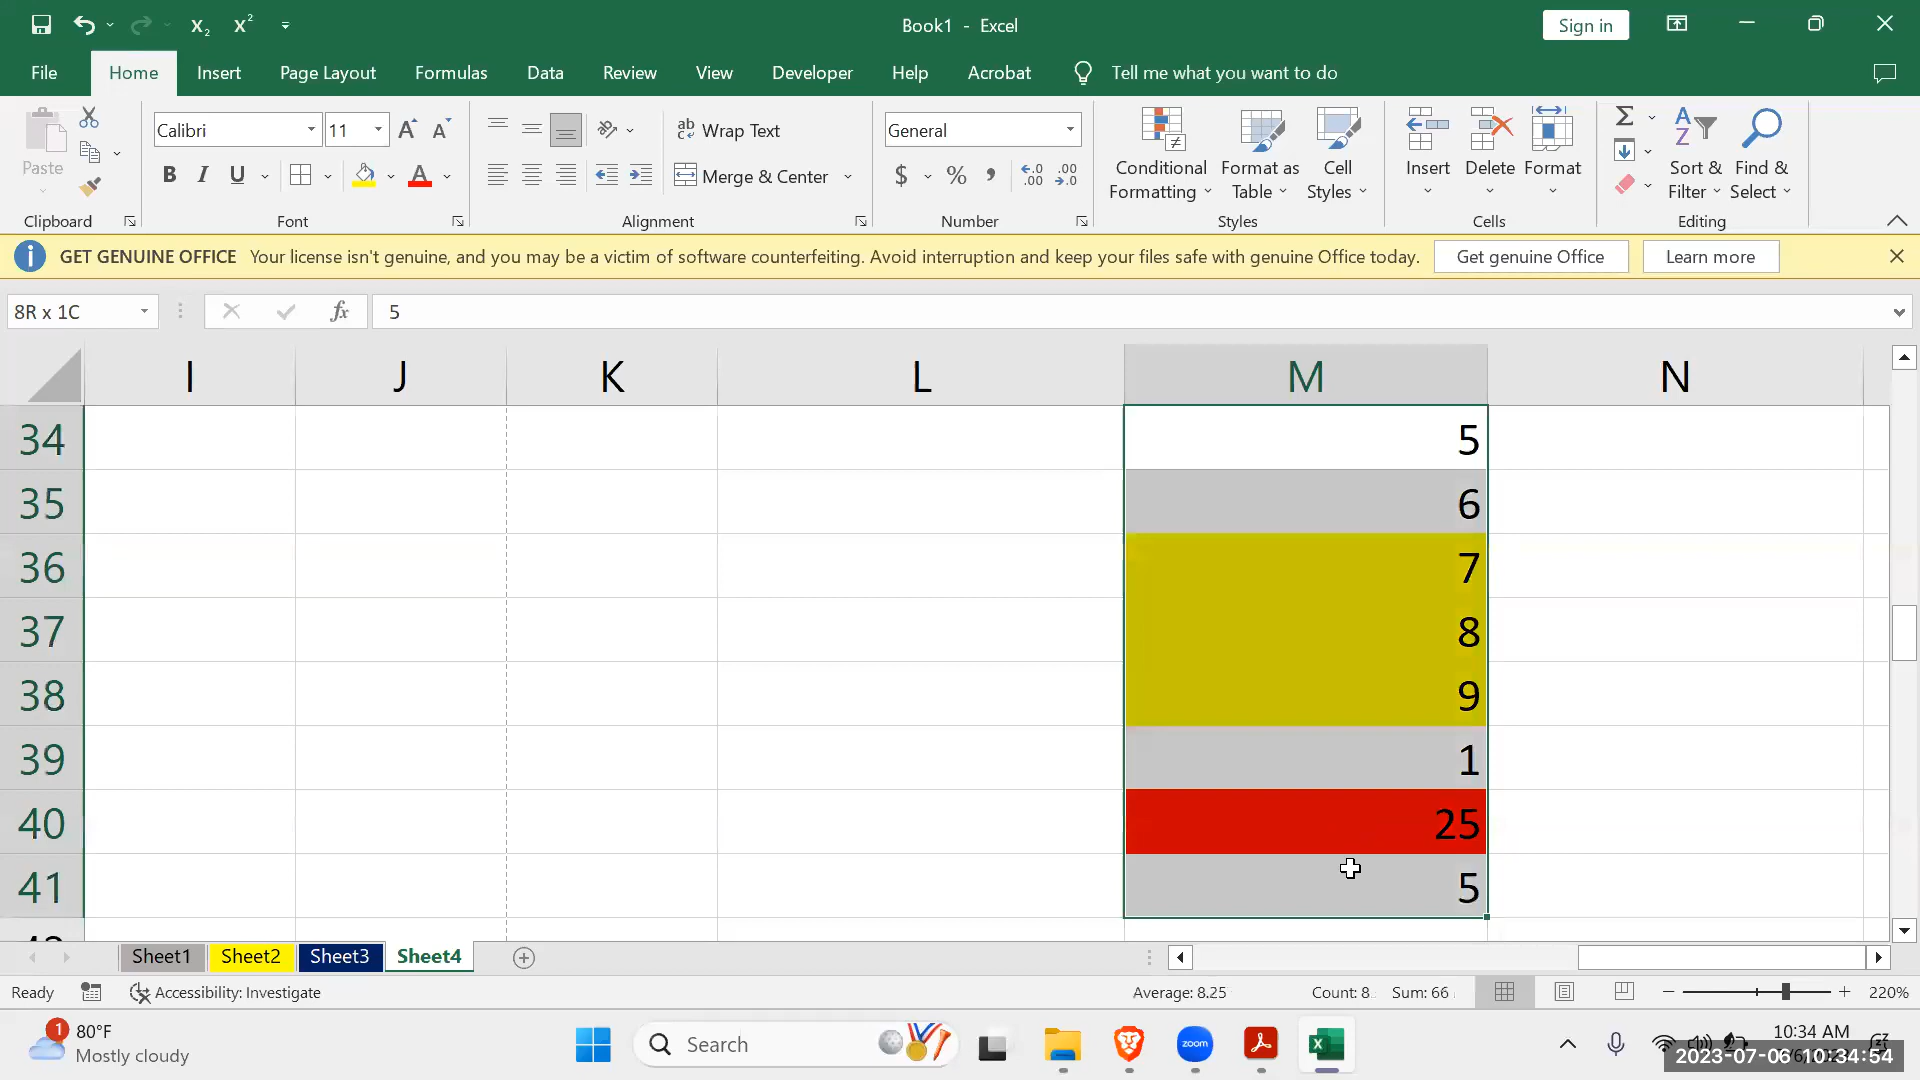 Book1 - Excel
Sign in
File Home Insert Page Layout Formulas Data Review View Developer Help Acrobat Tell me what you want to do
Paste
Clipboard
Calibri 11
B I U
Font
Wrap Text
Merge & Center
Alignment
General
$ %
Number
Conditional Formatting
Format as Table
Cell Styles
Styles
Insert
Delete
Format
Cells
Sort & Filter
Find & Select
Editing
GET GENUINE OFFICE Your license isn't genuine, and you may be a victim of software counterfeiting. Avoid interruption and keep your files safe with genuine Office today. Get genuine Office Learn more
8R x 1C fx 5
I J K L M N
34 5
35 6
36 7
37 8
38 9
39 1
40 25
41 5
Sheet1 Sheet2 Sheet3 Sheet4
Ready Accessibility: Investigate Average: 8.25 Count: 8 Sum: 66 220%
1 80°F
Mostly cloudy
Search
zoom
10:34 AM
2023-07-06 10:34:54